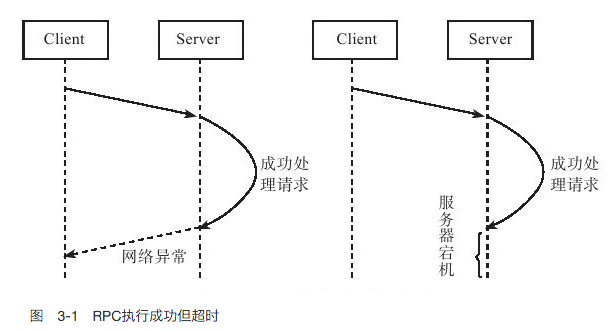 Client
Server
成功处
理请求
网络异常
Client
Server
成功处
理请求
服务器宕机
图 3-1 RPC执行成功但超时